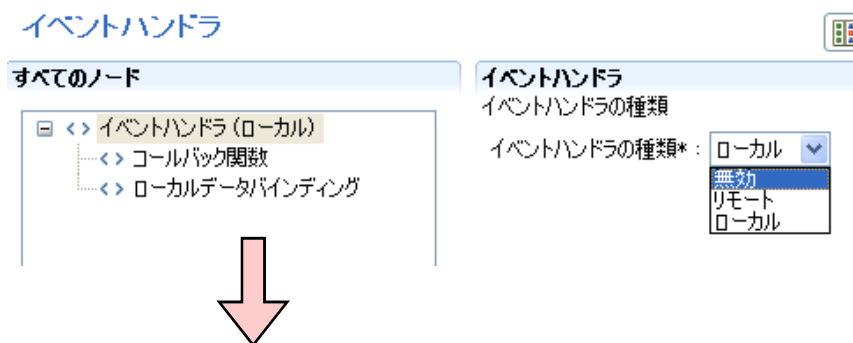 イベントハンドラ
すべてのノード
イベントハンドラ (ローカル)
コールバック関数
ローカルデータバインディング
イベントハンドラ
イベントハンドラの種類
イベントハンドラの種類* : ローカル
無効
リモート
ローカル